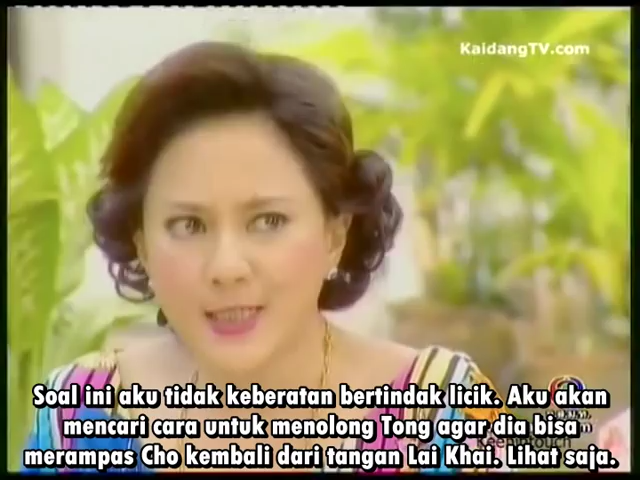 KaidangTV.com
Soal ini aku tidak keberatan bertindak licik. Aku akan
mencari cara untuk menolong Tong agar dia bisa
merampas Cho kembali dari tangan Lai Khai. Lihat saja.